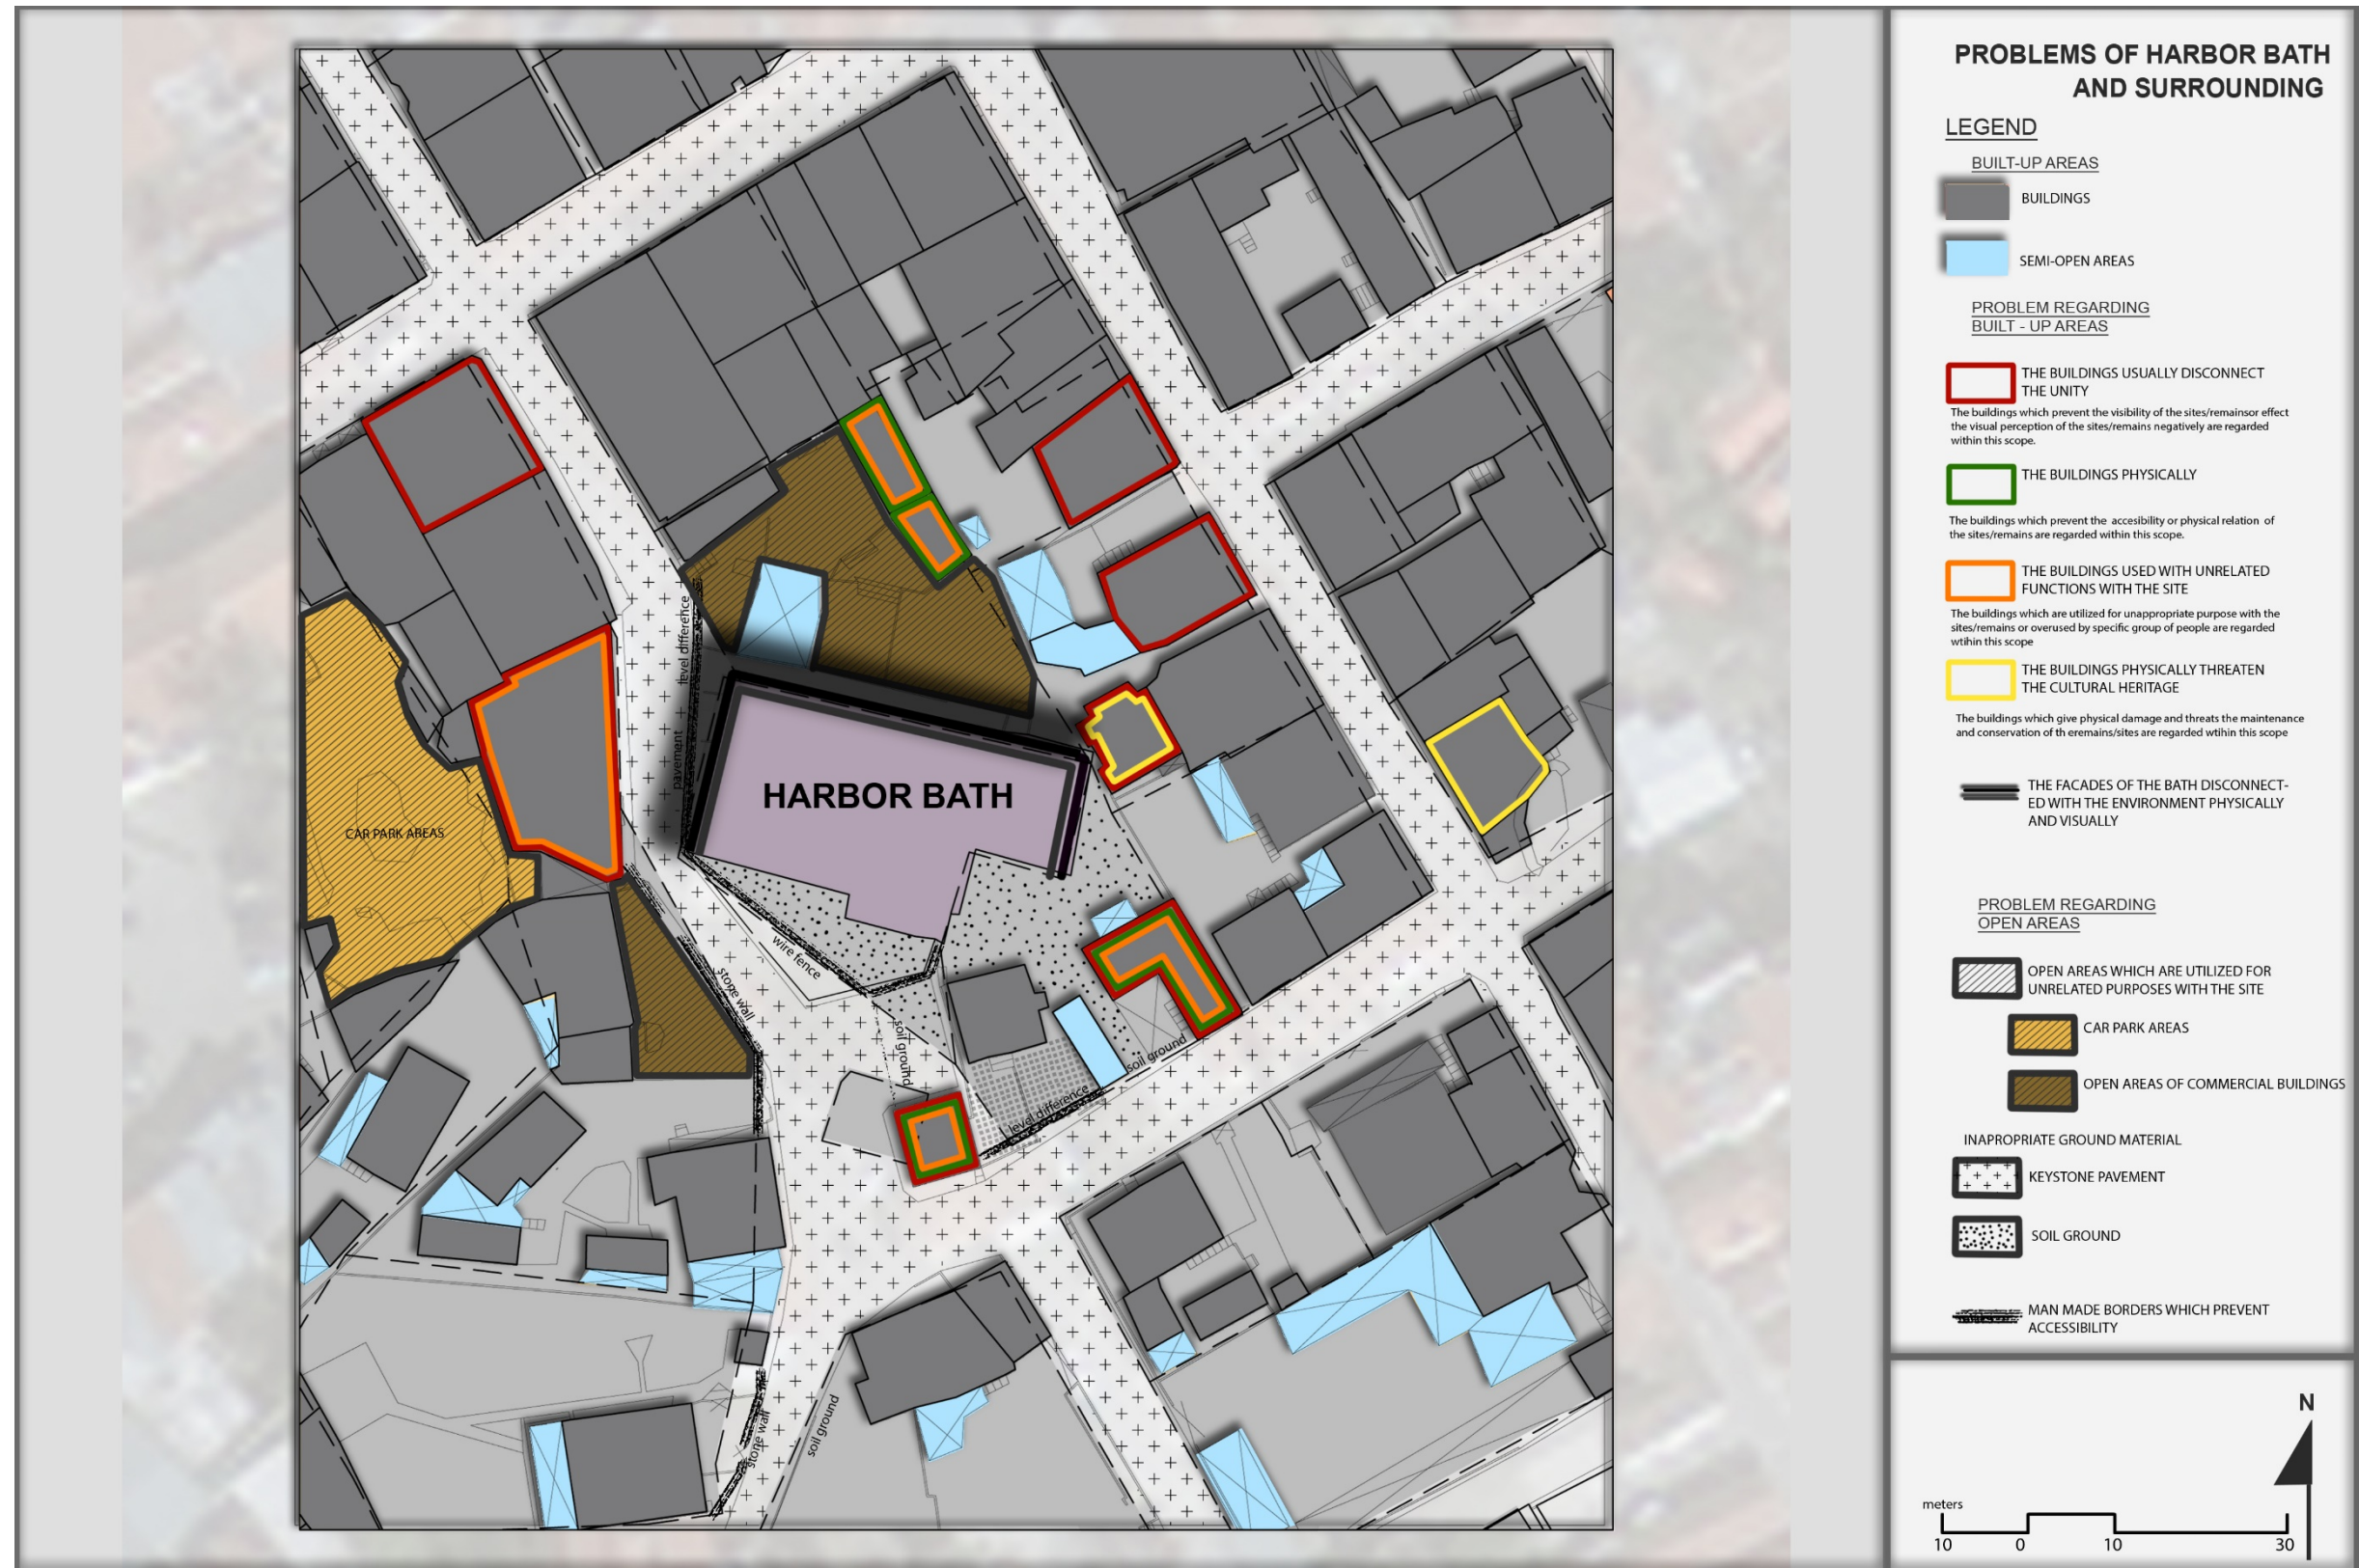 PROBLEMS OF HARBOR BATH
AND SURROUNDING
LEGEND
BUILT-UP AREAS
BUILDINGS
SEMI-OPEN AREAS
PROBLEM REGARDING
BUILT - UP AREAS
THE BUILDINGS USUALLY DISCONNECT
THE UNITY
The buildings which prevent the visibility of the sites/remainsor effect
the visual perception of the sites/remains negatively are regarded
within this scope.
THE BUILDINGS PHYSICALLY
The buildings which prevent the accesibility or physical relation of
the sites/remains are regarded within this scope.
THE BUILDINGS USED WITH UNRELATED
FUNCTIONS WITH THE SITE
The buildings which are utilized for unappropriate purpose with the
sites/remains or overused by specific group of people are regarded
wtihin this scope
THE BUILDINGS PHYSICALLY THREATEN
THE CULTURAL HERITAGE
The buildings which give physical damage and threats the maintenance
and conservation of th eremains/sites are regarded wtihin this scope
THE FACADES OF THE BATH DISCONNECT-
ED WITH THE ENVIRONMENT PHYSICALLY
AND VISUALLY
PROBLEM REGARDING
OPEN AREAS
OPEN AREAS WHICH ARE UTILIZED FOR
UNRELATED PURPOSES WITH THE SITE
CAR PARK AREAS
OPEN AREAS OF COMMERCIAL BUILDINGS
INAPROPRIATE GROUND MATERIAL
KEYSTONE PAVEMENT
SOIL GROUND
MAN MADE BORDERS WHICH PREVENT
ACCESSIBILITY
N
meters
10 0 10 30
level difference
pavement
HARBOR BATH
CAR PARK AREAS
wire fence
stone wall
soil ground
soil ground
level difference
stone wall
soil ground